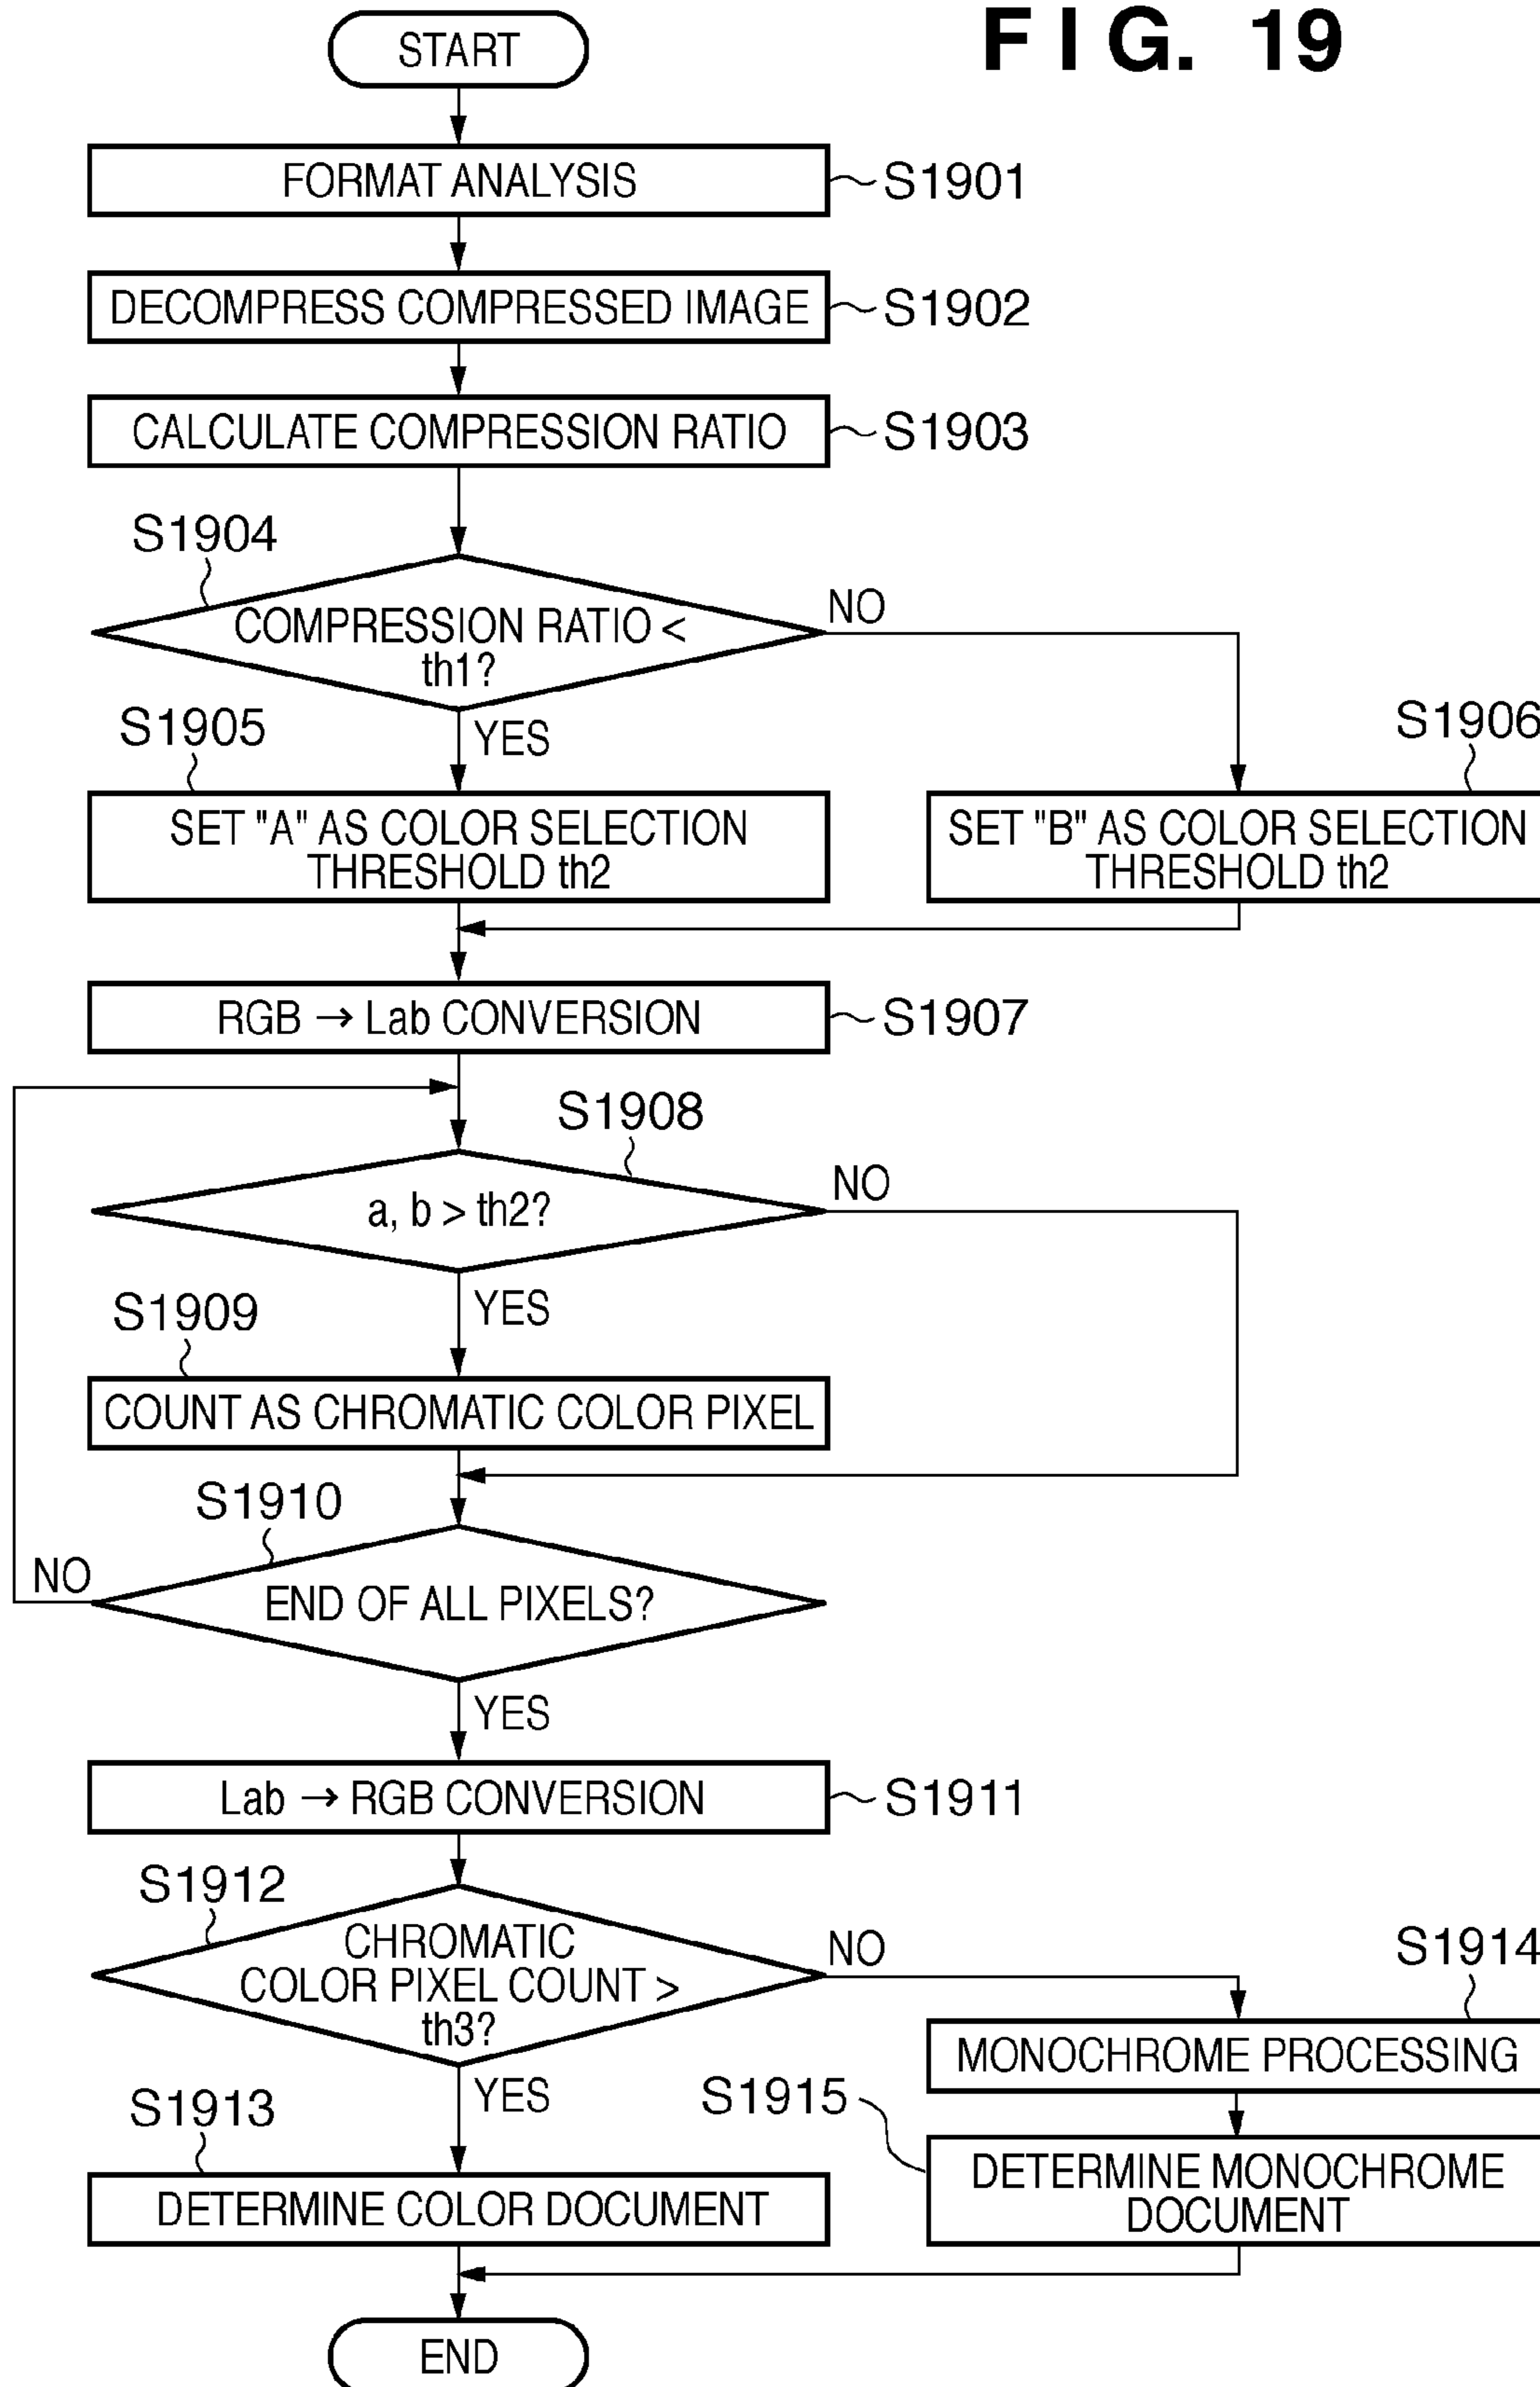 FIG. 19
START
FORMAT ANALYSIS
S1901
DECOMPRESS COMPRESSED IMAGE
S1902
CALCULATE COMPRESSION RATIO
S1903
S1904
COMPRESSION RATIO <
th1?
NO
YES
S1905
SET "A" AS COLOR SELECTION
THRESHOLD th2
S1906
SET "B" AS COLOR SELECTION
THRESHOLD th2
RGB → Lab CONVERSION
S1907
S1908
a, b > th2?
NO
YES
S1909
COUNT AS CHROMATIC COLOR PIXEL
S1910
END OF ALL PIXELS?
NO
YES
Lab → RGB CONVERSION
S1911
S1912
CHROMATIC
COLOR PIXEL COUNT >
th3?
NO
YES
S1914
MONOCHROME PROCESSING
S1913
DETERMINE COLOR DOCUMENT
S1915
DETERMINE MONOCHROME
DOCUMENT
END